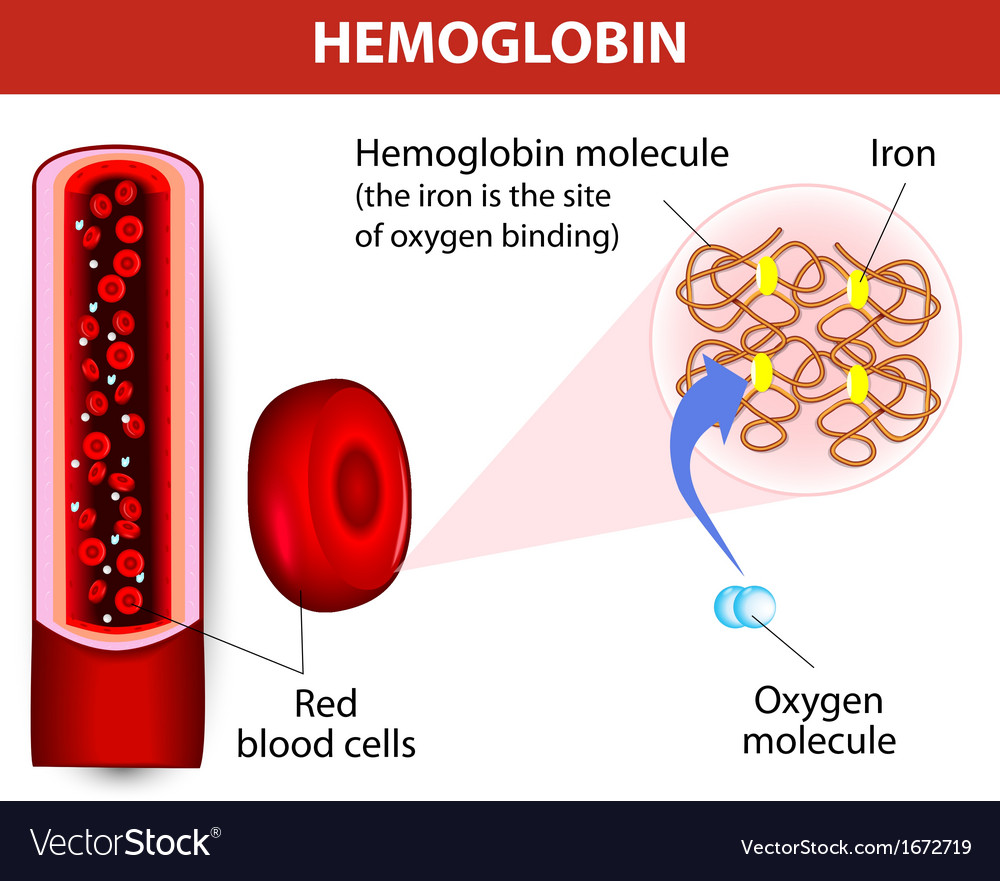 HEMOGLOBIN
Hemoglobin molecule
(the iron is the site
of oxygen binding)
Iron
Red
blood cells
Oxygen
molecule
VectorStock®
VectorStock.com/1672719